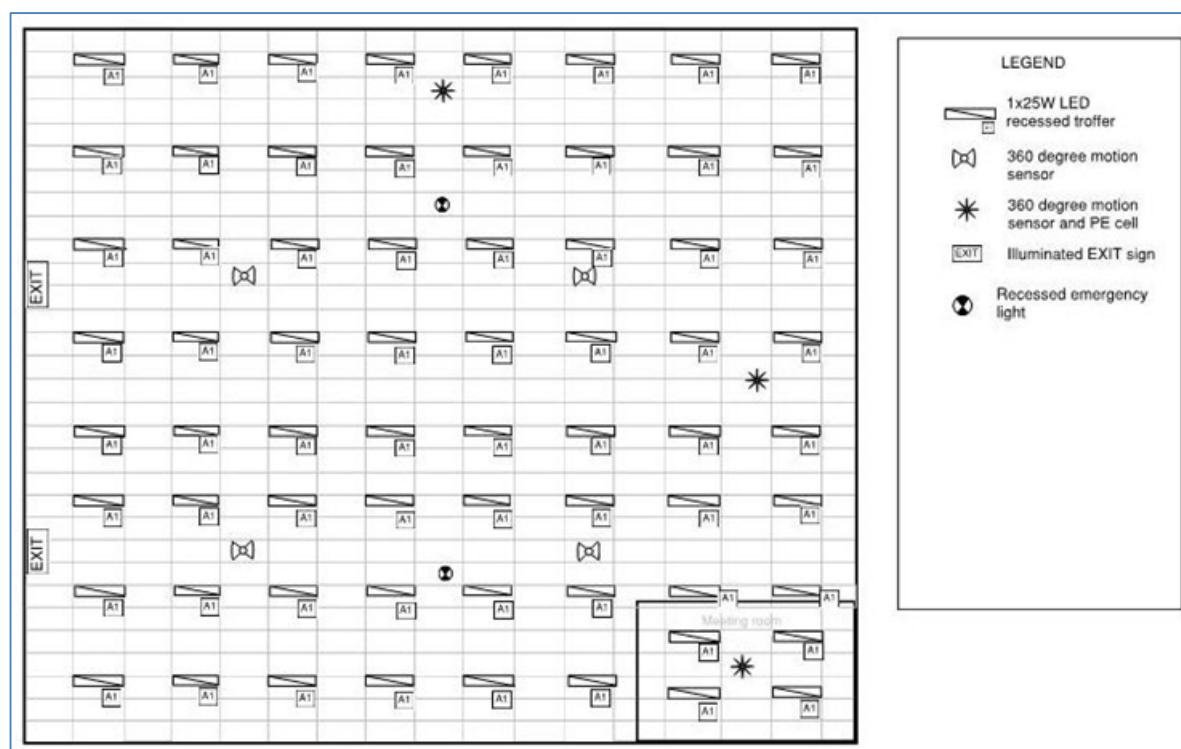 A1 A1 A1 A1 A1 A1 A1 A1
A1 A1 A1 A1 A1 A1 A1 A1
A1 A1 A1 A1 A1 A1 A1 A1
EXIT
A1 A1 A1 A1 A1 A1 A1 A1
A1 A1 A1 A1 A1 A1 A1 A1
A1 A1 A1 A1 A1 A1 A1 A1
EXIT
A1 A1 A1 A1 A1 A1 A1 A1
Meeting room
A1 A1
A1 A1 A1 A1 A1 A1 A1 A1
LEGEND
1x25W LED
recessed troffer
360 degree motion
sensor
360 degree motion
sensor and PE cell
EXIT
Illuminated EXIT sign
Recessed emergency
light